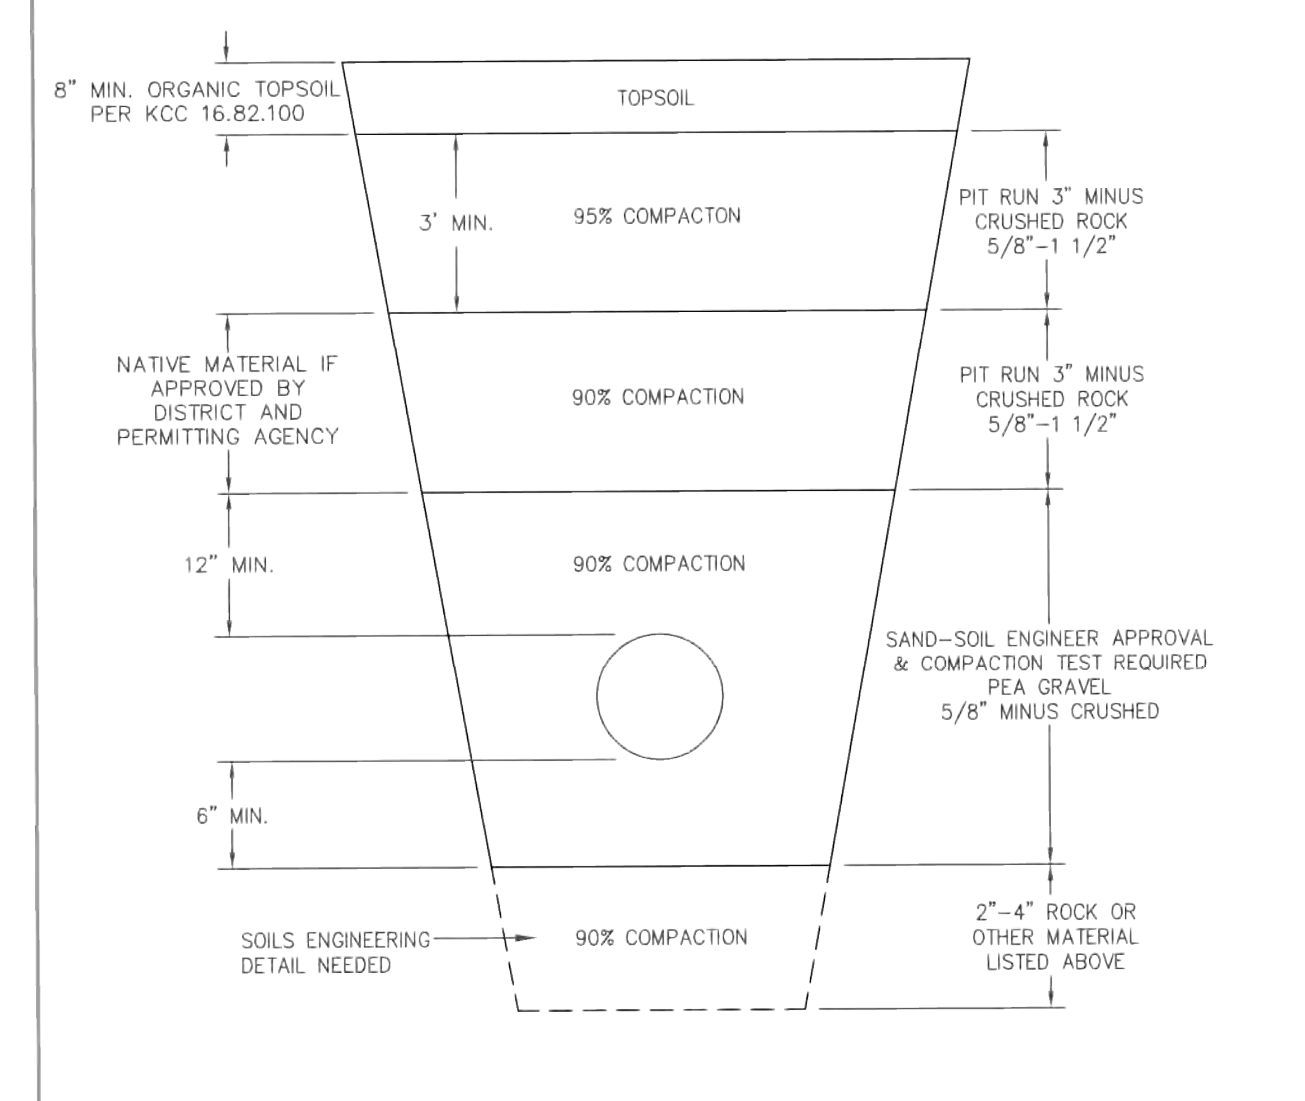 8" MIN. ORGANIC TOPSOIL
PER KCC 16.82.100
TOPSOIL
3' MIN.
95% COMPACTON
PIT RUN 3" MINUS
CRUSHED ROCK
5/8"-1 1/2"
NATIVE MATERIAL IF
APPROVED BY
DISTRICT AND
PERMITTING AGENCY
90% COMPACTION
PIT RUN 3" MINUS
CRUSHED ROCK
5/8"-1 1/2"
12" MIN.
90% COMPACTION
SAND-SOIL ENGINEER APPROVAL
& COMPACTION TEST REQUIRED
PEA GRAVEL
5/8" MINUS CRUSHED
6" MIN.
SOILS ENGINEERING
DETAIL NEEDED
90% COMPACTION
2"-4" ROCK OR
OTHER MATERIAL
LISTED ABOVE